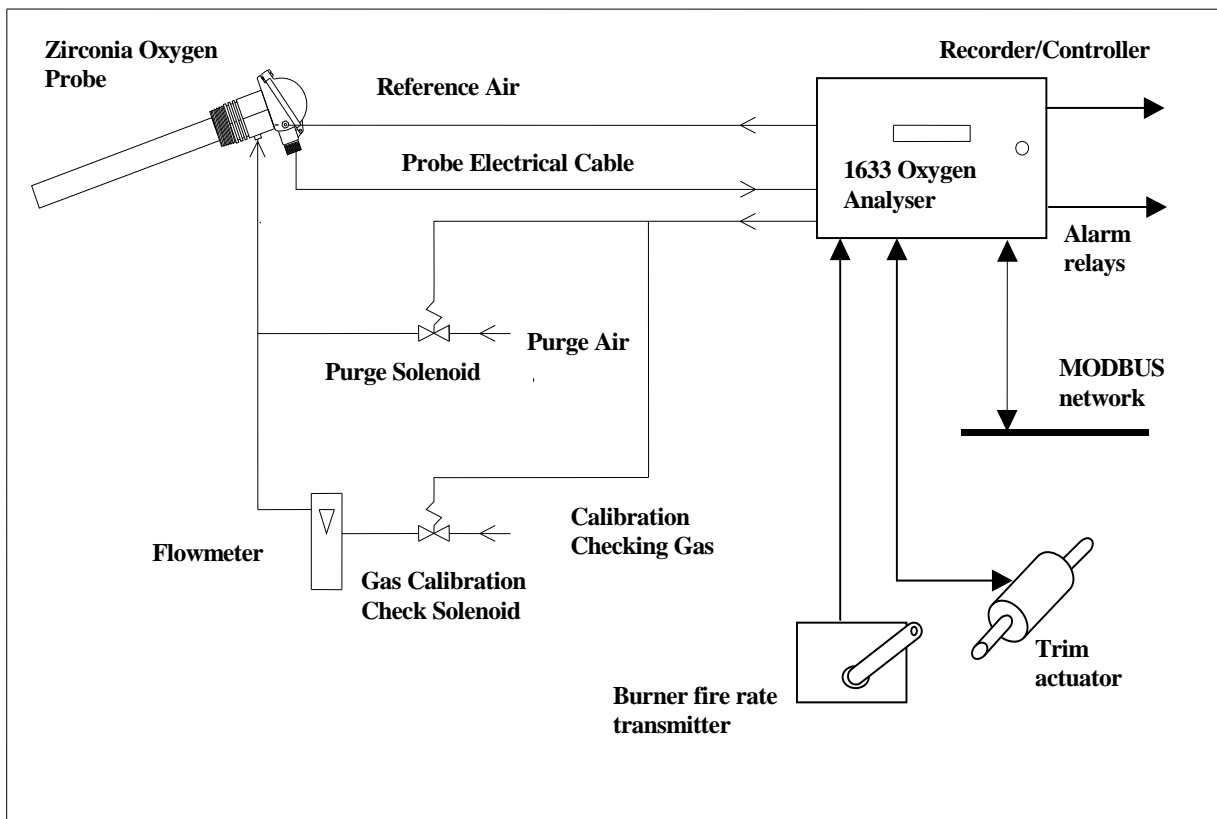 Zirconia Oxygen
Probe
Reference Air
Probe Electrical Cable
Recorder/Controller
1633 Oxygen
Analyser
Alarm
relays
Purge Air
Purge Solenoid
MODBUS
network
Flowmeter
Gas Calibration
Check Solenoid
Calibration
Checking Gas
Burner fire rate
transmitter
Trim
actuator